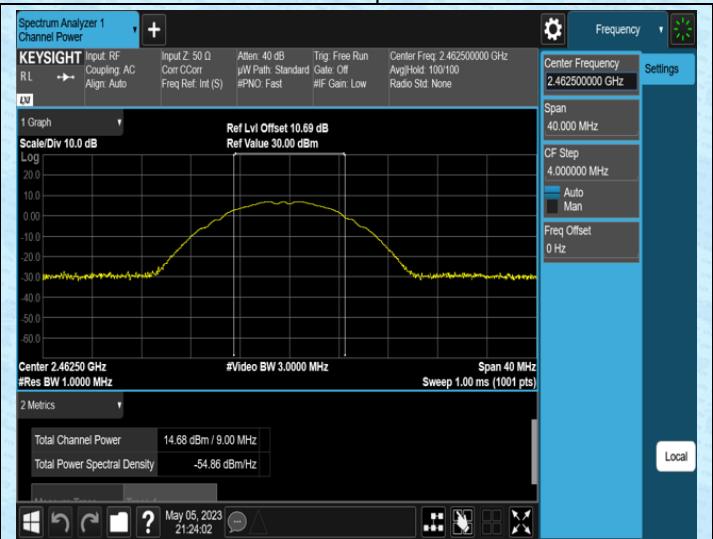 Spectrum Analyzer 1
Channel Power
Frequency
KEYSIGHT
RL
LXI
Input: RF
Coupling: AC
Align: Auto
Input Z: 50 Ω
Corr CCorr
Freq Ref: Int (S)
Atten: 40 dB
µW Path: Standard
#PNO: Fast
Trig: Free Run
Gate: Off
#IF Gain: Low
Center Freq: 2.462500000 GHz
Avg|Hold: 100/100
Radio Std: None
Center Frequency
2.462500000 GHz
Settings
Span
40.000 MHz
CF Step
4.000000 MHz
Auto
Man
Freq Offset
0 Hz
1 Graph
Scale/Div 10.0 dB
Ref Lvl Offset 10.69 dB
Ref Value 30.00 dBm
Log
20.0
10.0
0.00
-10.0
-20.0
-30.0
-40.0
-50.0
-60.0
Center 2.46250 GHz
#Res BW 1.0000 MHz
#Video BW 3.0000 MHz
Span 40 MHz
Sweep 1.00 ms (1001 pts)
2 Metrics
Total Channel Power 14.68 dBm / 9.00 MHz
Total Power Spectral Density -54.86 dBm/Hz
Local
?
May 05, 2023
21:24:02